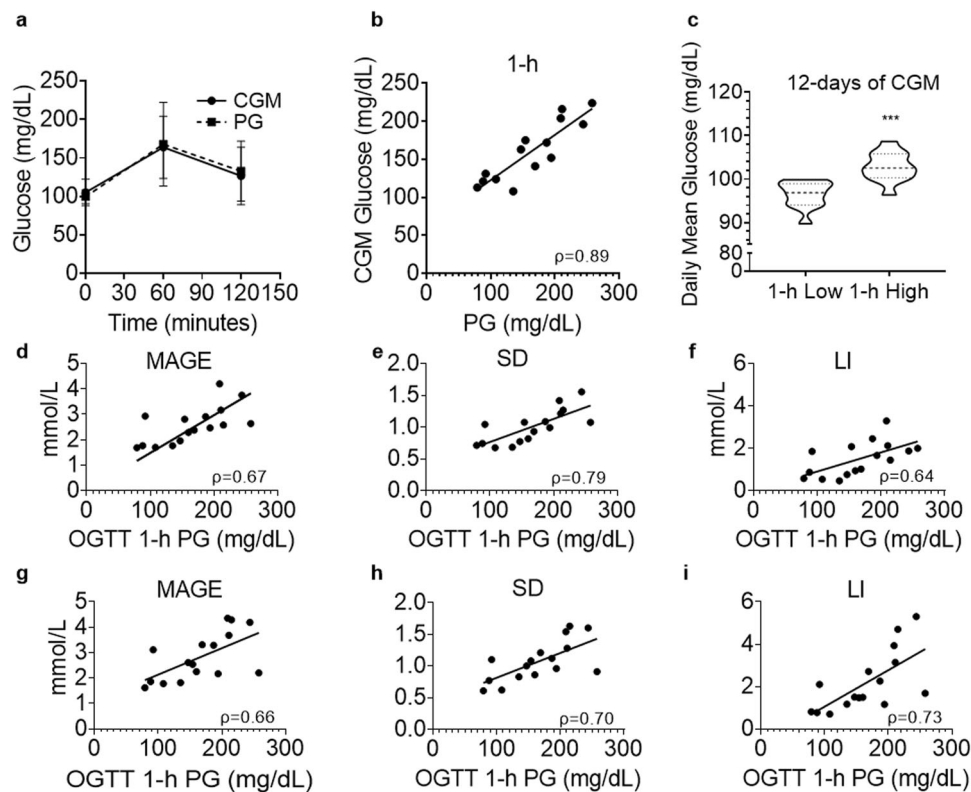 a
Glucose (mg/dL)
250
200
150
100
50
0
CGM
PG
0 30 60 90 120 150
Time (minutes)
b
1-h
CGM Glucose (mg/dL)
250
200
150
100
50
0
ρ=0.89
0 100 200 300
PG (mg/dL)
c
12-days of CGM
Daily Mean Glucose (mg/dL)
120
110
100
90
80
0
***
1-h Low 1-h High
d
MAGE
mmol/L
5
4
3
2
1
0
ρ=0.67
0 100 200 300
OGTT 1-h PG (mg/dL)
e
SD
2.0
1.5
1.0
0.5
0.0
ρ=0.79
0 100 200 300
OGTT 1-h PG (mg/dL)
f
LI
6
4
2
0
ρ=0.64
0 100 200 300
OGTT 1-h PG (mg/dL)
g
MAGE
mmol/L
5
4
3
2
1
0
ρ=0.66
0 100 200 300
OGTT 1-h PG (mg/dL)
h
SD
2.0
1.5
1.0
0.5
0.0
ρ=0.70
0 100 200 300
OGTT 1-h PG (mg/dL)
i
LI
6
4
2
0
ρ=0.73
0 100 200 300
OGTT 1-h PG (mg/dL)